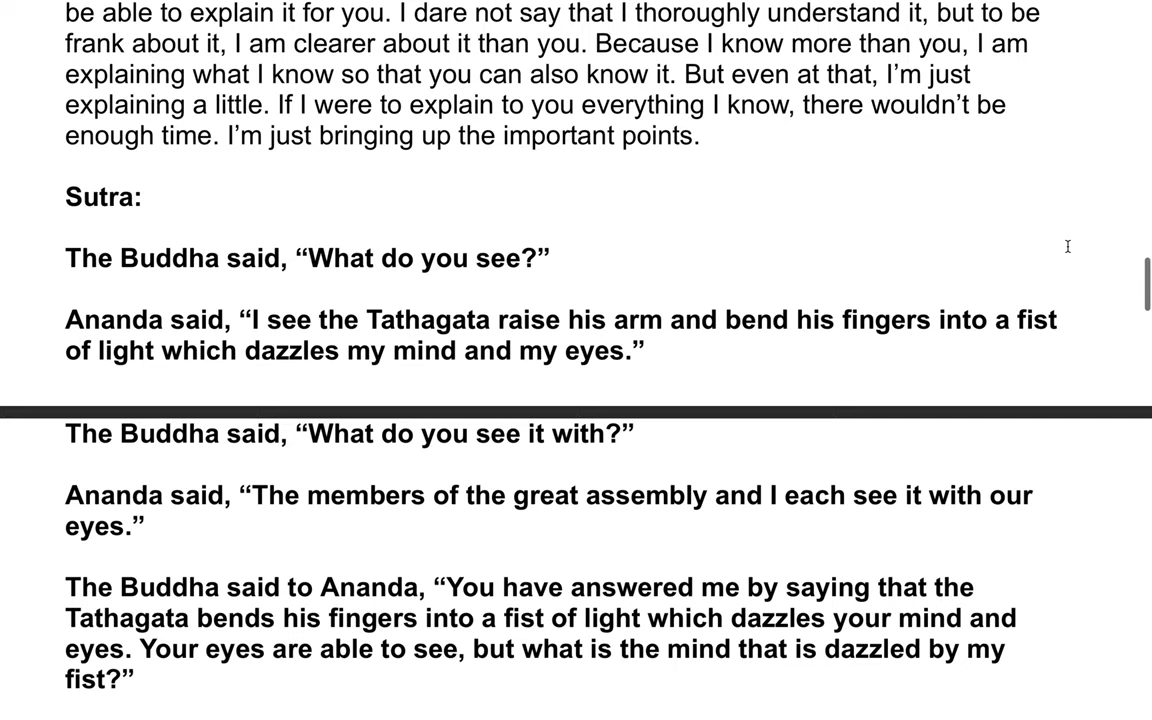 be able to explain it for you. I dare not say that I thoroughly understand it, but to be
frank about it, I am clearer about it than you. Because I know more than you, I am
explaining what I know so that you can also know it. But even at that, I’m just
explaining a little. If I were to explain to you everything I know, there wouldn’t be
enough time. I’m just bringing up the important points.
Sutra:
The Buddha said, “What do you see?”
Ananda said, “I see the Tathagata raise his arm and bend his fingers into a fist
of light which dazzles my mind and my eyes.”
The Buddha said, “What do you see it with?”
Ananda said, “The members of the great assembly and I each see it with our
eyes.”
The Buddha said to Ananda, “You have answered me by saying that the
Tathagata bends his fingers into a fist of light which dazzles your mind and
eyes. Your eyes are able to see, but what is the mind that is dazzled by my
fist?”